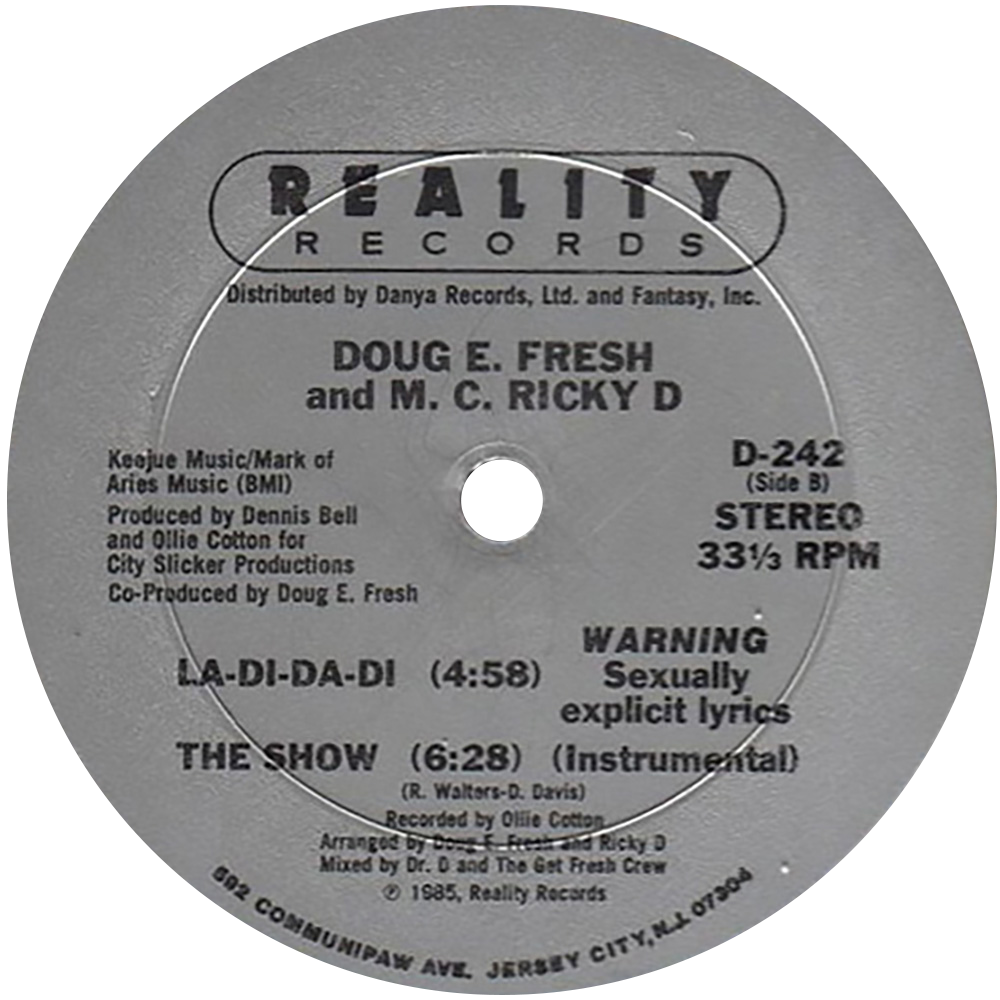 REALITY
RECORDS
Distributed by Danya Records, Ltd. and Fantasy, Inc.
DOUG E. FRESH
and M. C. RICKY D
Keejue Music/Mark of
Aries Music (BMI)
Produced by Dennis Bell
and Ollie Cotton for
City Slicker Productions
Co-Produced by Doug E. Fresh
D-242
(Side B)
STEREO
33⅓ RPM
WARNING
Sexually
explicit lyrics
LA-DI-DA-DI (4:58)
THE SHOW (6:28) (Instrumental)
(R. Walters-D. Davis)
Recorded by Ollie Cotton
Arranged by Doug E. Fresh and Ricky D
Mixed by Dr. D and The Get Fresh Crew
℗ 1985, Reality Records
592 COMMUNIPAW AVE. JERSEY CITY, N.J. 07304